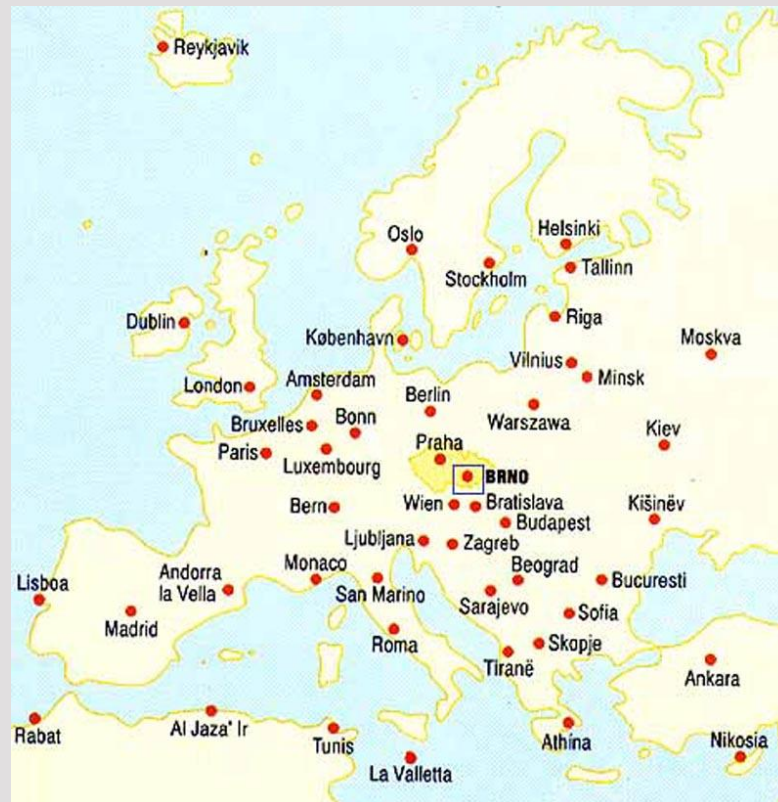 Reykjavik
Oslo
Helsinki
Stockholm
Tallinn
Dublin
København
Riga
Moskva
Vilnius
Minsk
London
Amsterdam
Berlin
Warszawa
Bruxelles
Bonn
Kiev
Paris
Luxembourg
Praha
BRNO
Bern
Wien
Bratislava
Kišinëv
Budapest
Ljubljana
Zagreb
Lisboa
Andorra
la Vella
Monaco
San Marino
Beograd
Bucuresti
Madrid
Sarajevo
Sofia
Roma
Tiranë
Skopje
Ankara
Rabat
Al Jaza' Ir
Tunis
La Valletta
Athína
Nikosia